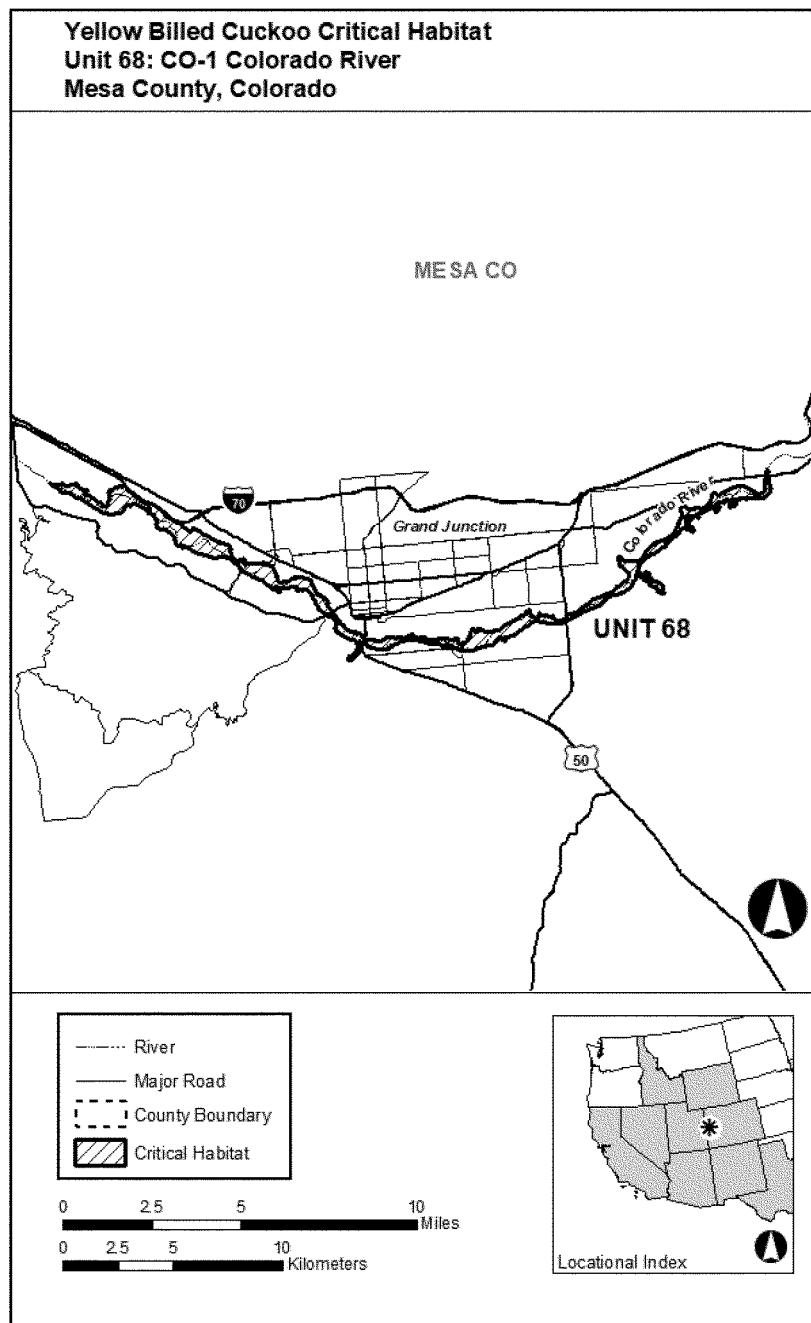 Yellow Billed Cuckoo Critical Habitat
Unit 68: CO-1 Colorado River
Mesa County, Colorado
MESA CO
70
Grand Junction
Colorado River
UNIT 68
50
River
Major Road
County Boundary
Critical Habitat
0 2.5 5 10
Miles
0 2.5 5 10
Kilometers
Locational Index